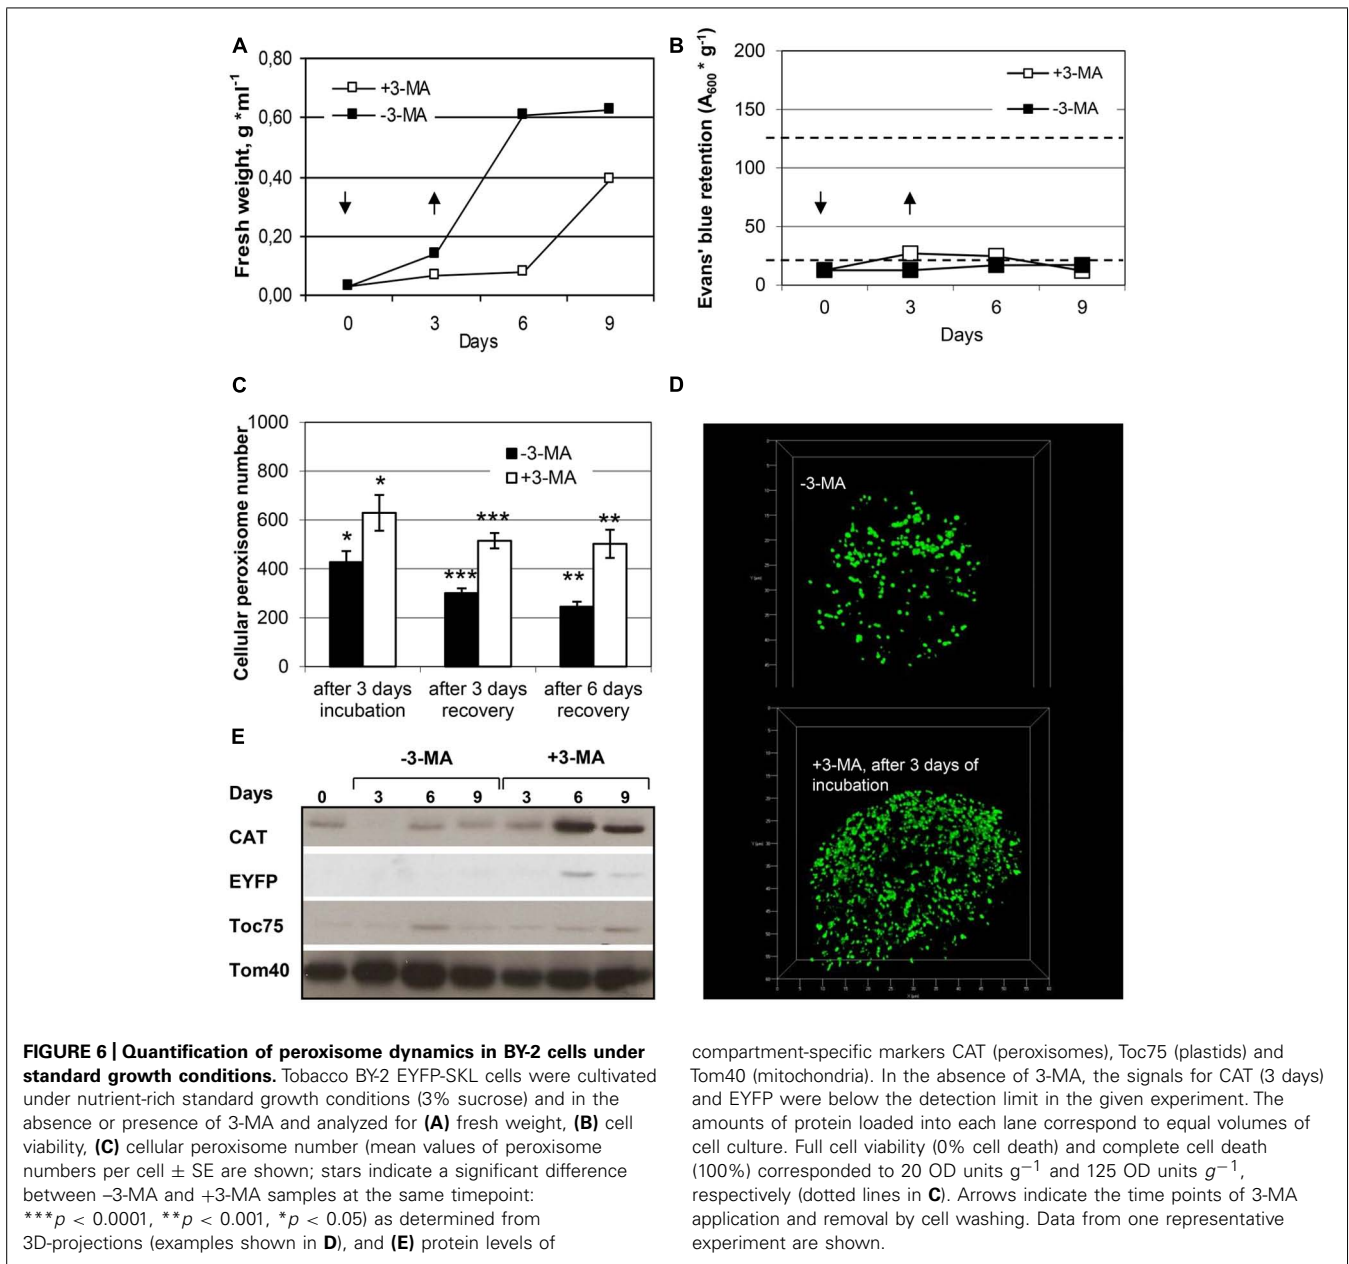 A
0,80
0,60
0,40
0,20
0,00
Fresh weight, g *ml-1
+3-MA
-3-MA
0 3 6 9
Days
B
200
150
100
50
0
Evans' blue retention (A600 * g-1)
+3-MA
-3-MA
0 3 6 9
Days
C
1000
800
600
400
200
0
Cellular peroxisome number
-3-MA
+3-MA
* * *** *** ** **
after 3 days after 3 days after 6 days
incubation recovery recovery
D
-3-MA
+3-MA, after 3 days of
incubation
E
-3-MA +3-MA
Days 0 3 6 9 3 6 9
CAT
EYFP
Toc75
Tom40
FIGURE 6 | Quantification of peroxisome dynamics in BY-2 cells under
standard growth conditions. Tobacco BY-2 EYFP-SKL cells were cultivated
under nutrient-rich standard growth conditions (3% sucrose) and in the
absence or presence of 3-MA and analyzed for (A) fresh weight, (B) cell
viability, (C) cellular peroxisome number (mean values of peroxisome
numbers per cell ± SE are shown; stars indicate a significant difference
between –3-MA and +3-MA samples at the same timepoint:
***p < 0.0001, **p < 0.001, *p < 0.05) as determined from
3D-projections (examples shown in D), and (E) protein levels of
compartment-specific markers CAT (peroxisomes), Toc75 (plastids) and
Tom40 (mitochondria). In the absence of 3-MA, the signals for CAT (3 days)
and EYFP were below the detection limit in the given experiment. The
amounts of protein loaded into each lane correspond to equal volumes of
cell culture. Full cell viability (0% cell death) and complete cell death
(100%) corresponded to 20 OD units g−1 and 125 OD units g−1,
respectively (dotted lines in C). Arrows indicate the time points of 3-MA
application and removal by cell washing. Data from one representative
experiment are shown.